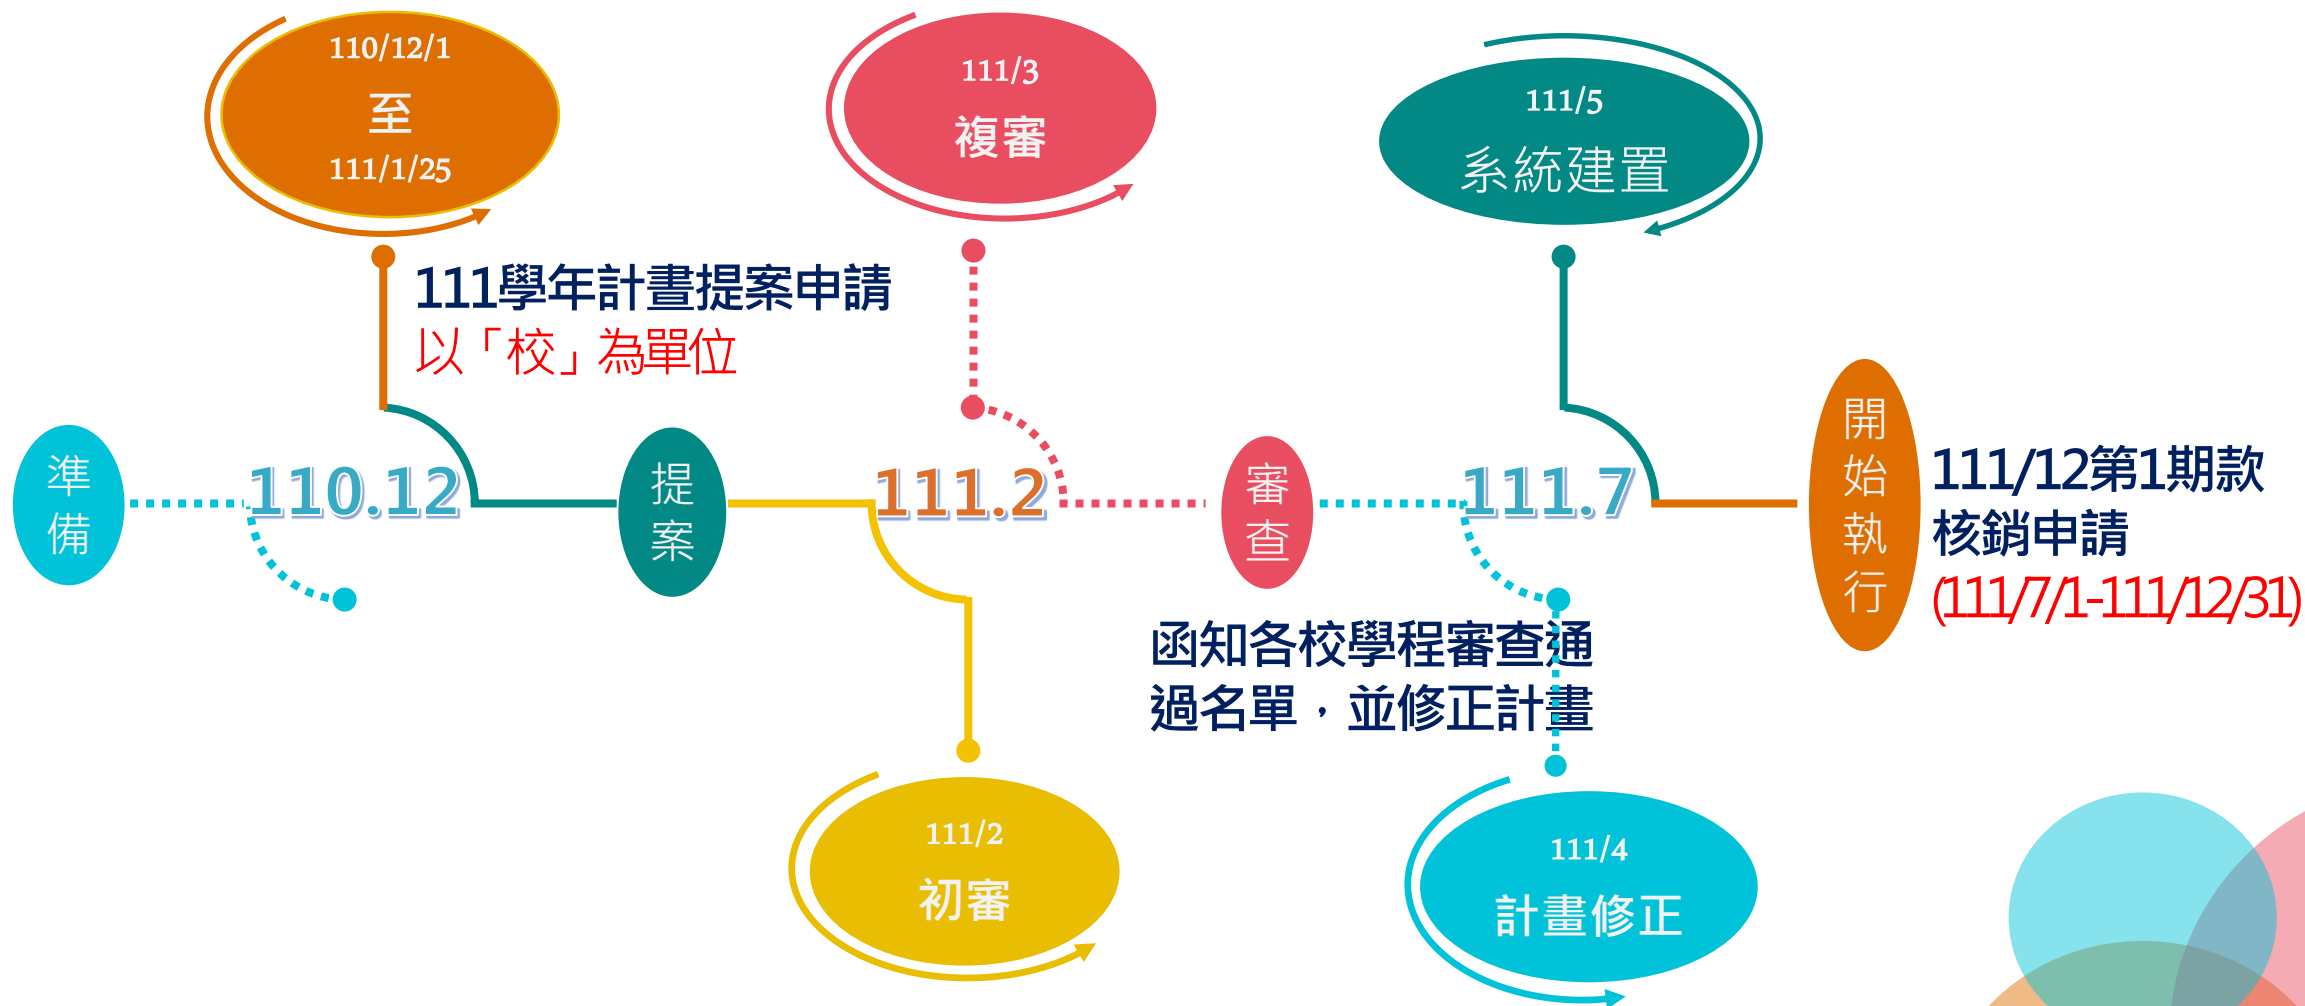 110/12/1
至
111/1/25
111/3
複審
111/5
系統建置
111學年計畫提案申請
以「校」為單位
準備
110.12
提案
111.2
審查
111.7
開始執行
111/12第1期款
核銷申請
(111/7/1-111/12/31)
函知各校學程審查通
過名單，並修正計畫
111/2
初審
111/4
計畫修正